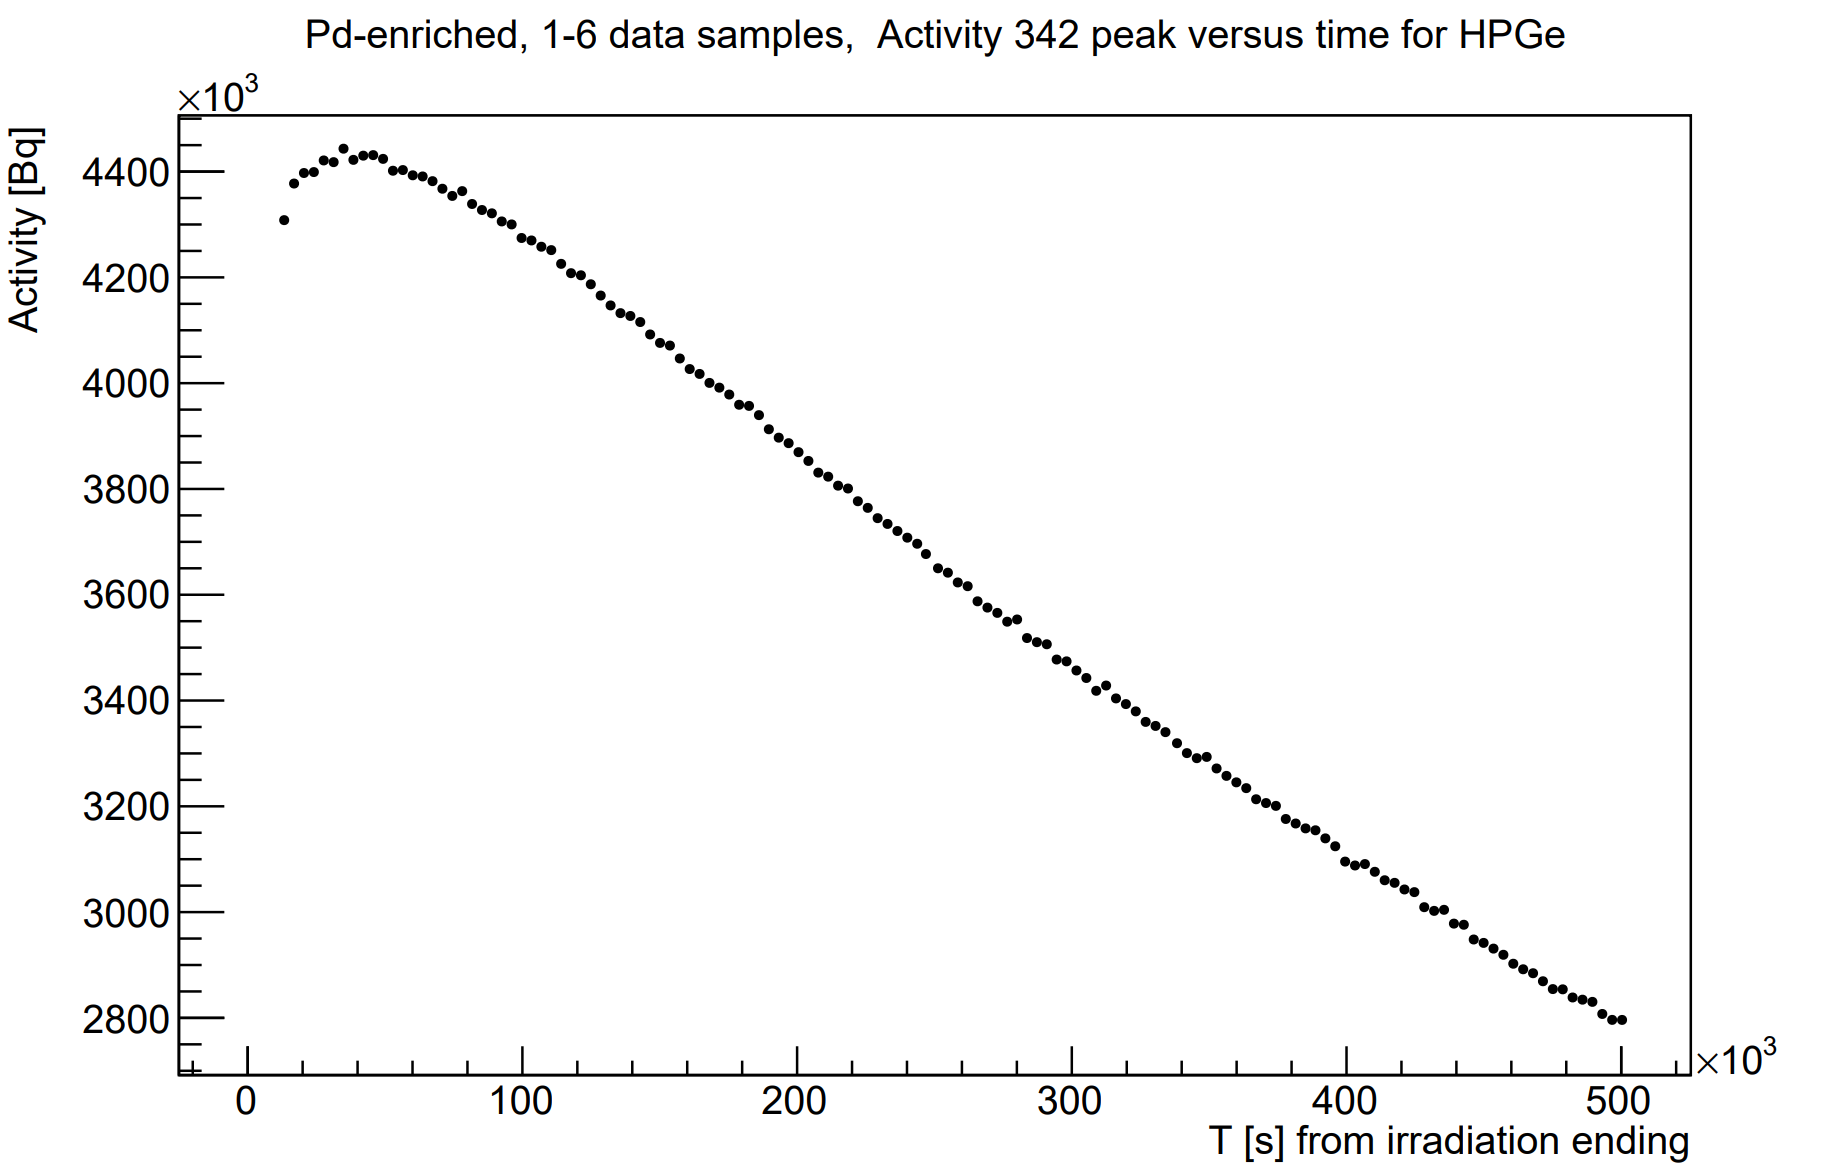 Pd-enriched, 1-6 data samples, Activity 342 peak versus time for HPGe
×10³
Activity [Bq]
4400
4200
4000
3800
3600
3400
3200
3000
2800
0 100 200 300 400 500
×10³
T [s] from irradiation ending